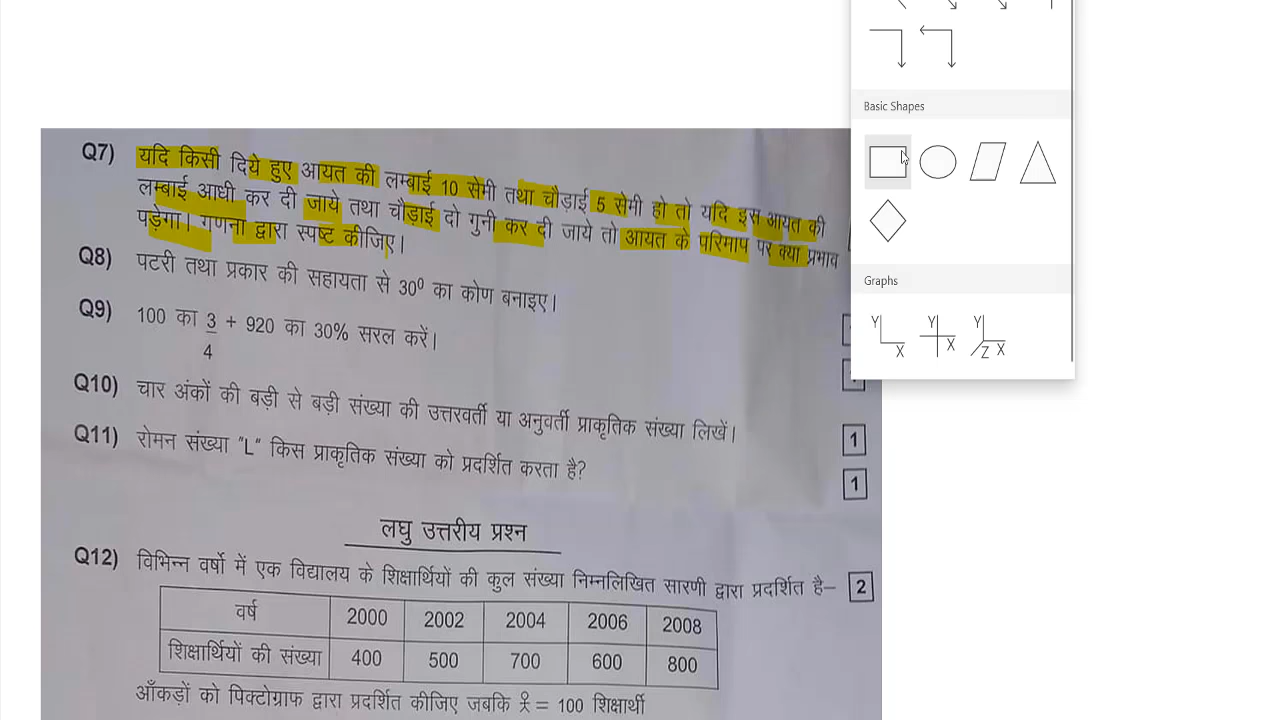 Basic Shapes
Graphs
Y
X
Y
X
Y
Z X
Q7) यदि किसी दिये हुए आयत की लम्बाई 10 सेमी तथा चौड़ाई 5 सेमी हो तो यदि इस आयत की
लम्बाई आधी कर दी जाये तथा चौड़ाई दो गुनी कर दी जाये तो आयत के परिमाप पर क्या प्रभाव
पड़ेगा। गणना द्वारा स्पष्ट कीजिए।
Q8) पटरी तथा प्रकार की सहायता से 30⁰ का कोण बनाइए।
Q9) 100 का 3/4 + 920 का 30% सरल करें।
Q10) चार अंकों की बड़ी से बड़ी संख्या की उत्तरवर्ती या अनुवर्ती प्राकृतिक संख्या लिखें। 1
Q11) रोमन संख्या "L" किस प्राकृतिक संख्या को प्रदर्शित करता है? 1
लघु उत्तरीय प्रश्न
Q12) विभिन्न वर्षो में एक विद्यालय के शिक्षार्थियों की कुल संख्या निम्नलिखित सारणी द्वारा प्रदर्शित है– 2
वर्ष 2000 2002 2004 2006 2008
शिक्षार्थियों की संख्या 400 500 700 600 800
आँकड़ों को पिक्टोग्राफ द्वारा प्रदर्शित कीजिए जबकि = 100 शिक्षार्थी